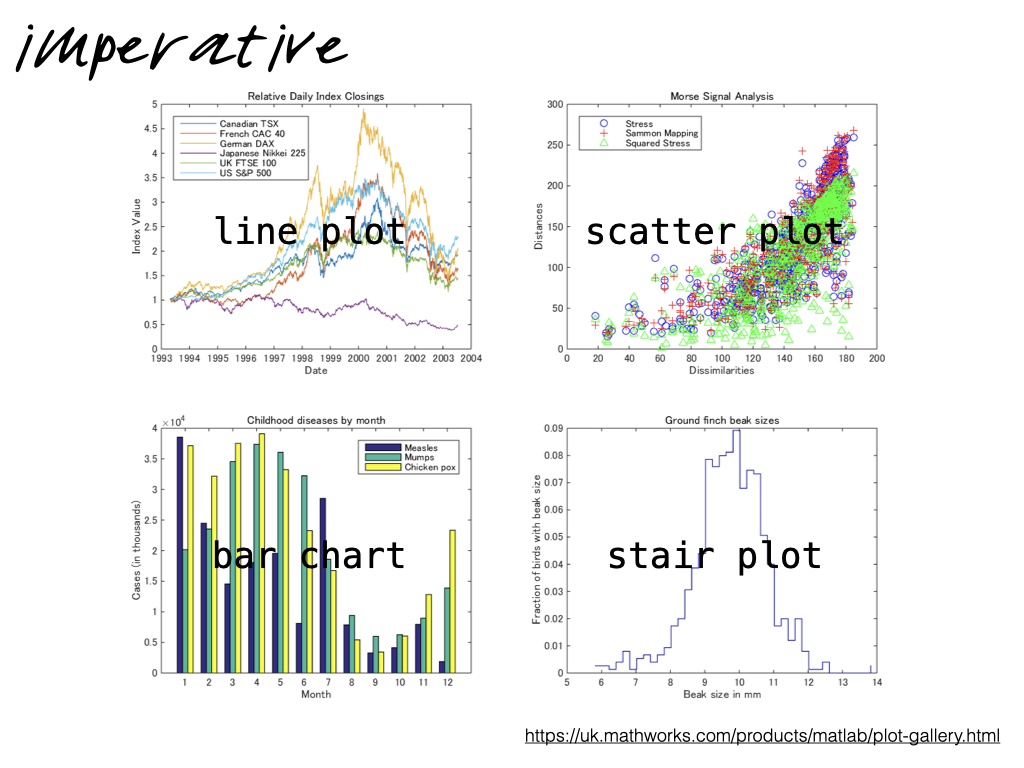 imperative
Relative Daily Index Closings
5
4.5
4
3.5
3
2.5
2
1.5
1
0.5
0
Index Value
Canadian TSX
French CAC 40
German DAX
Japanese Nikkei 225
UK FTSE 100
US S&P 500
line plot
1993 1994 1995 1996 1997 1998 1999 2000 2001 2002 2003 2004
Date
Morse Signal Analysis
300
250
200
150
100
50
0
Distances
Stress
Sammon Mapping
Squared Stress
scatter plot
0 20 40 60 80 100 120 140 160 180 200
Dissimilarities
Childhood diseases by month
×10^4
4
3.5
3
2.5
2
1.5
1
0.5
0
Cases (in thousands)
Measles
Mumps
Chicken pox
bar chart
1 2 3 4 5 6 7 8 9 10 11 12
Month
Ground finch beak sizes
0.09
0.08
0.07
0.06
0.05
0.04
0.03
0.02
0.01
0
Fraction of birds with beak size
stair plot
5 6 7 8 9 10 11 12 13 14
Beak size in mm
https://uk.mathworks.com/products/matlab/plot-gallery.html